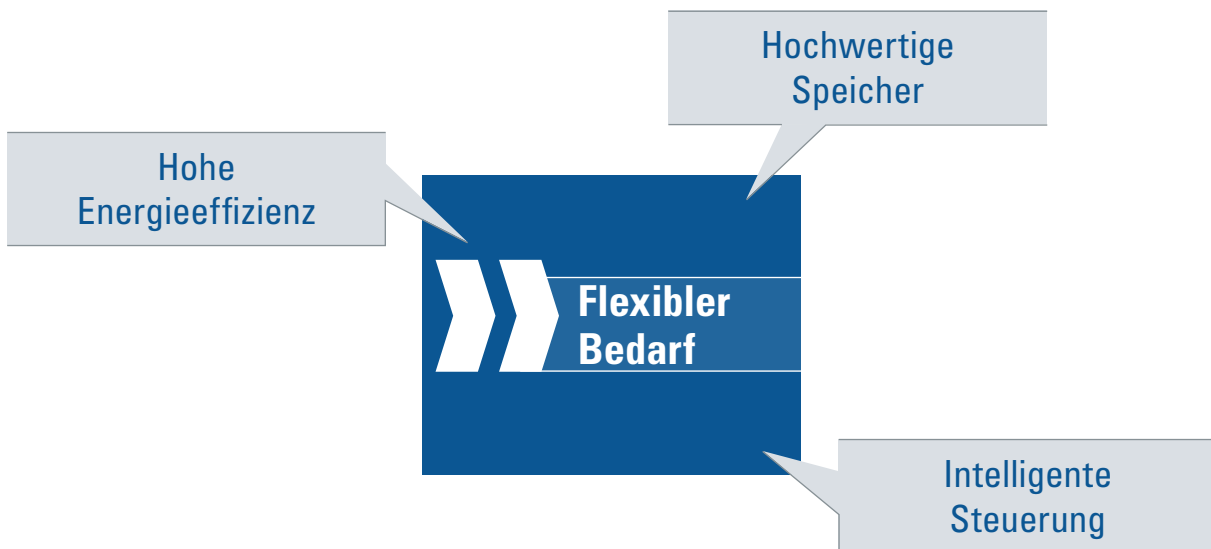 Hochwertige
Speicher
Hohe
Energieeffizienz
Flexibler
Bedarf
Intelligente
Steuerung